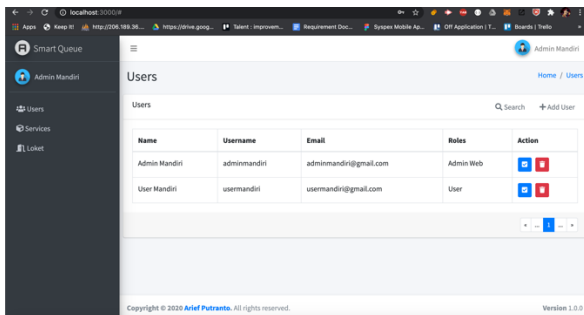 localhost:3000/#
Apps Keep It! http://206.189.36.... https://drive.goog... Talent : Improvem... Requirement Doc... Syspex Mobile Ap... Off Application | T... Boards | Trello
Smart Queue
Admin Mandiri
Admin Mandiri
Users
Home / Users
Users
Services
Loket
Users
Search
+Add User
Name Username Email Roles Action
Admin Mandiri adminmandiri adminmandiri@gmail.com Admin Web
User Mandiri usermandiri usermandiri@gmail.com User
« ... 1 ... »
Copyright © 2020 Arief Putranto. All rights reserved.
Version 1.0.0